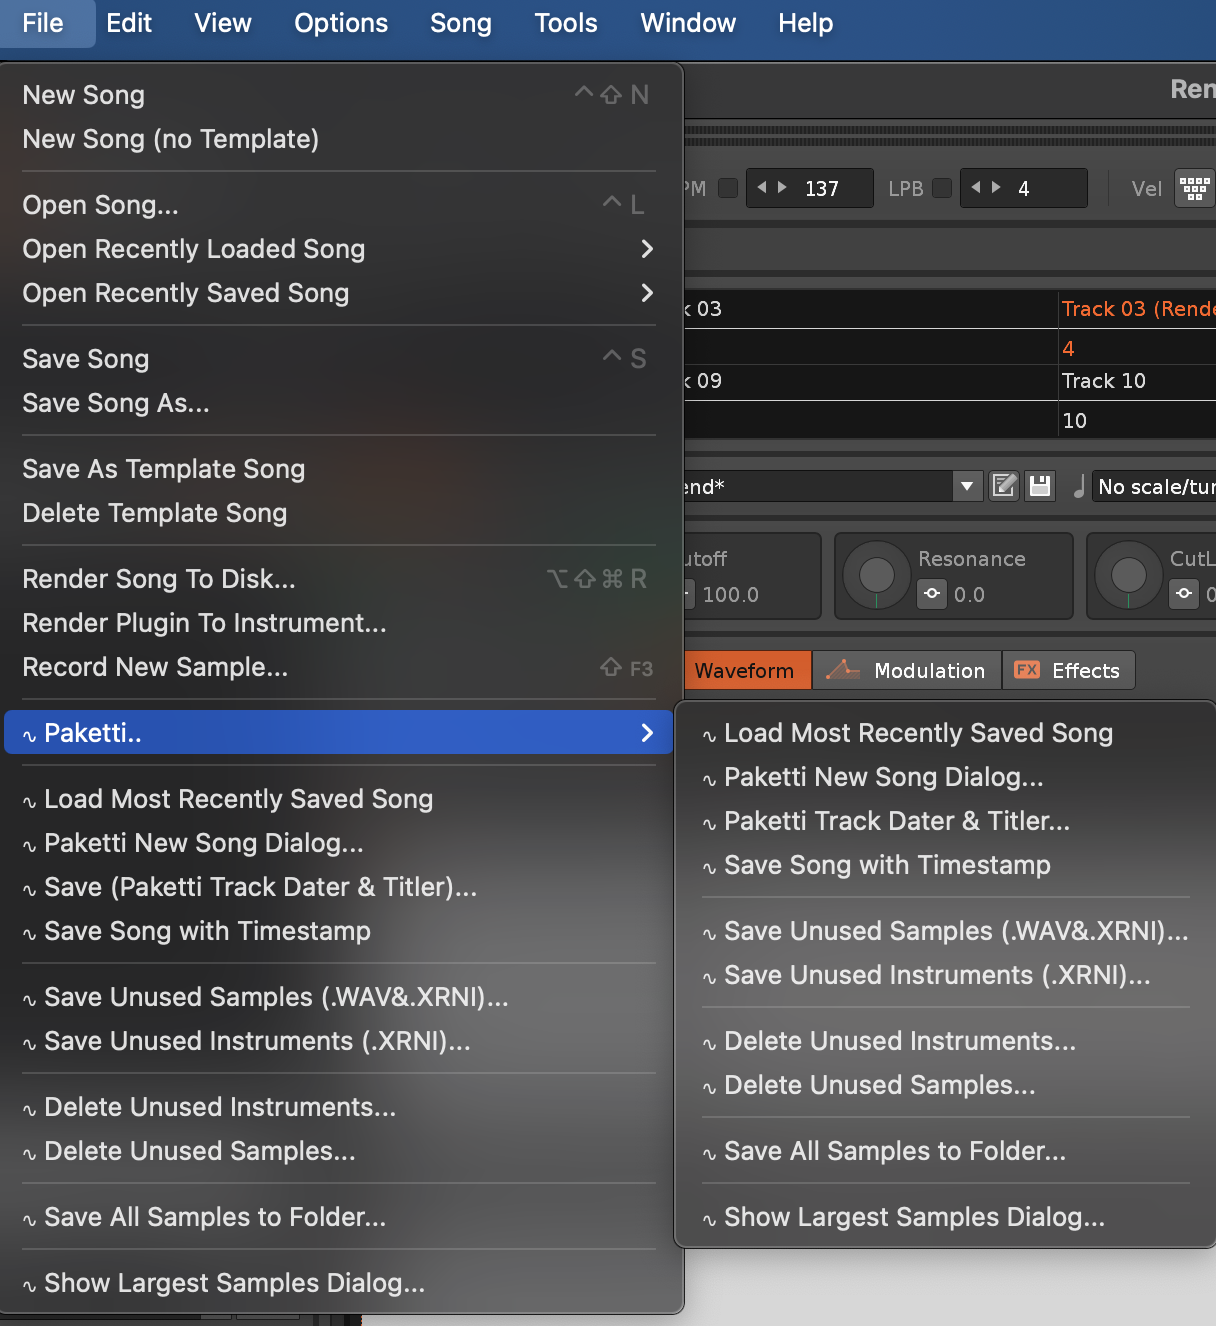 File Edit View Options Song Tools Window Help
New Song ^⇧ N
New Song (no Template)
Open Song... ^ L
Open Recently Loaded Song
Open Recently Saved Song
Save Song ^ S
Save Song As...
Save As Template Song
Delete Template Song
Render Song To Disk... ⌥⇧⌘ R
Render Plugin To Instrument...
Record New Sample... ⇧ F3
Paketti..
Load Most Recently Saved Song
Paketti New Song Dialog...
Save (Paketti Track Dater & Titler)...
Save Song with Timestamp
Save Unused Samples (.WAV&.XRNI)...
Save Unused Instruments (.XRNI)...
Delete Unused Instruments...
Delete Unused Samples...
Save All Samples to Folder...
Show Largest Samples Dialog...
Ren
PM 137 LPB 4 Vel
k 03 Track 03 (Rende
4
k 09 Track 10
10
end* No scale/tun
utoff Resonance CutL
100.0 0.0 0
Waveform Modulation FX Effects
Load Most Recently Saved Song
Paketti New Song Dialog...
Paketti Track Dater & Titler...
Save Song with Timestamp
Save Unused Samples (.WAV&.XRNI)...
Save Unused Instruments (.XRNI)...
Delete Unused Instruments...
Delete Unused Samples...
Save All Samples to Folder...
Show Largest Samples Dialog...